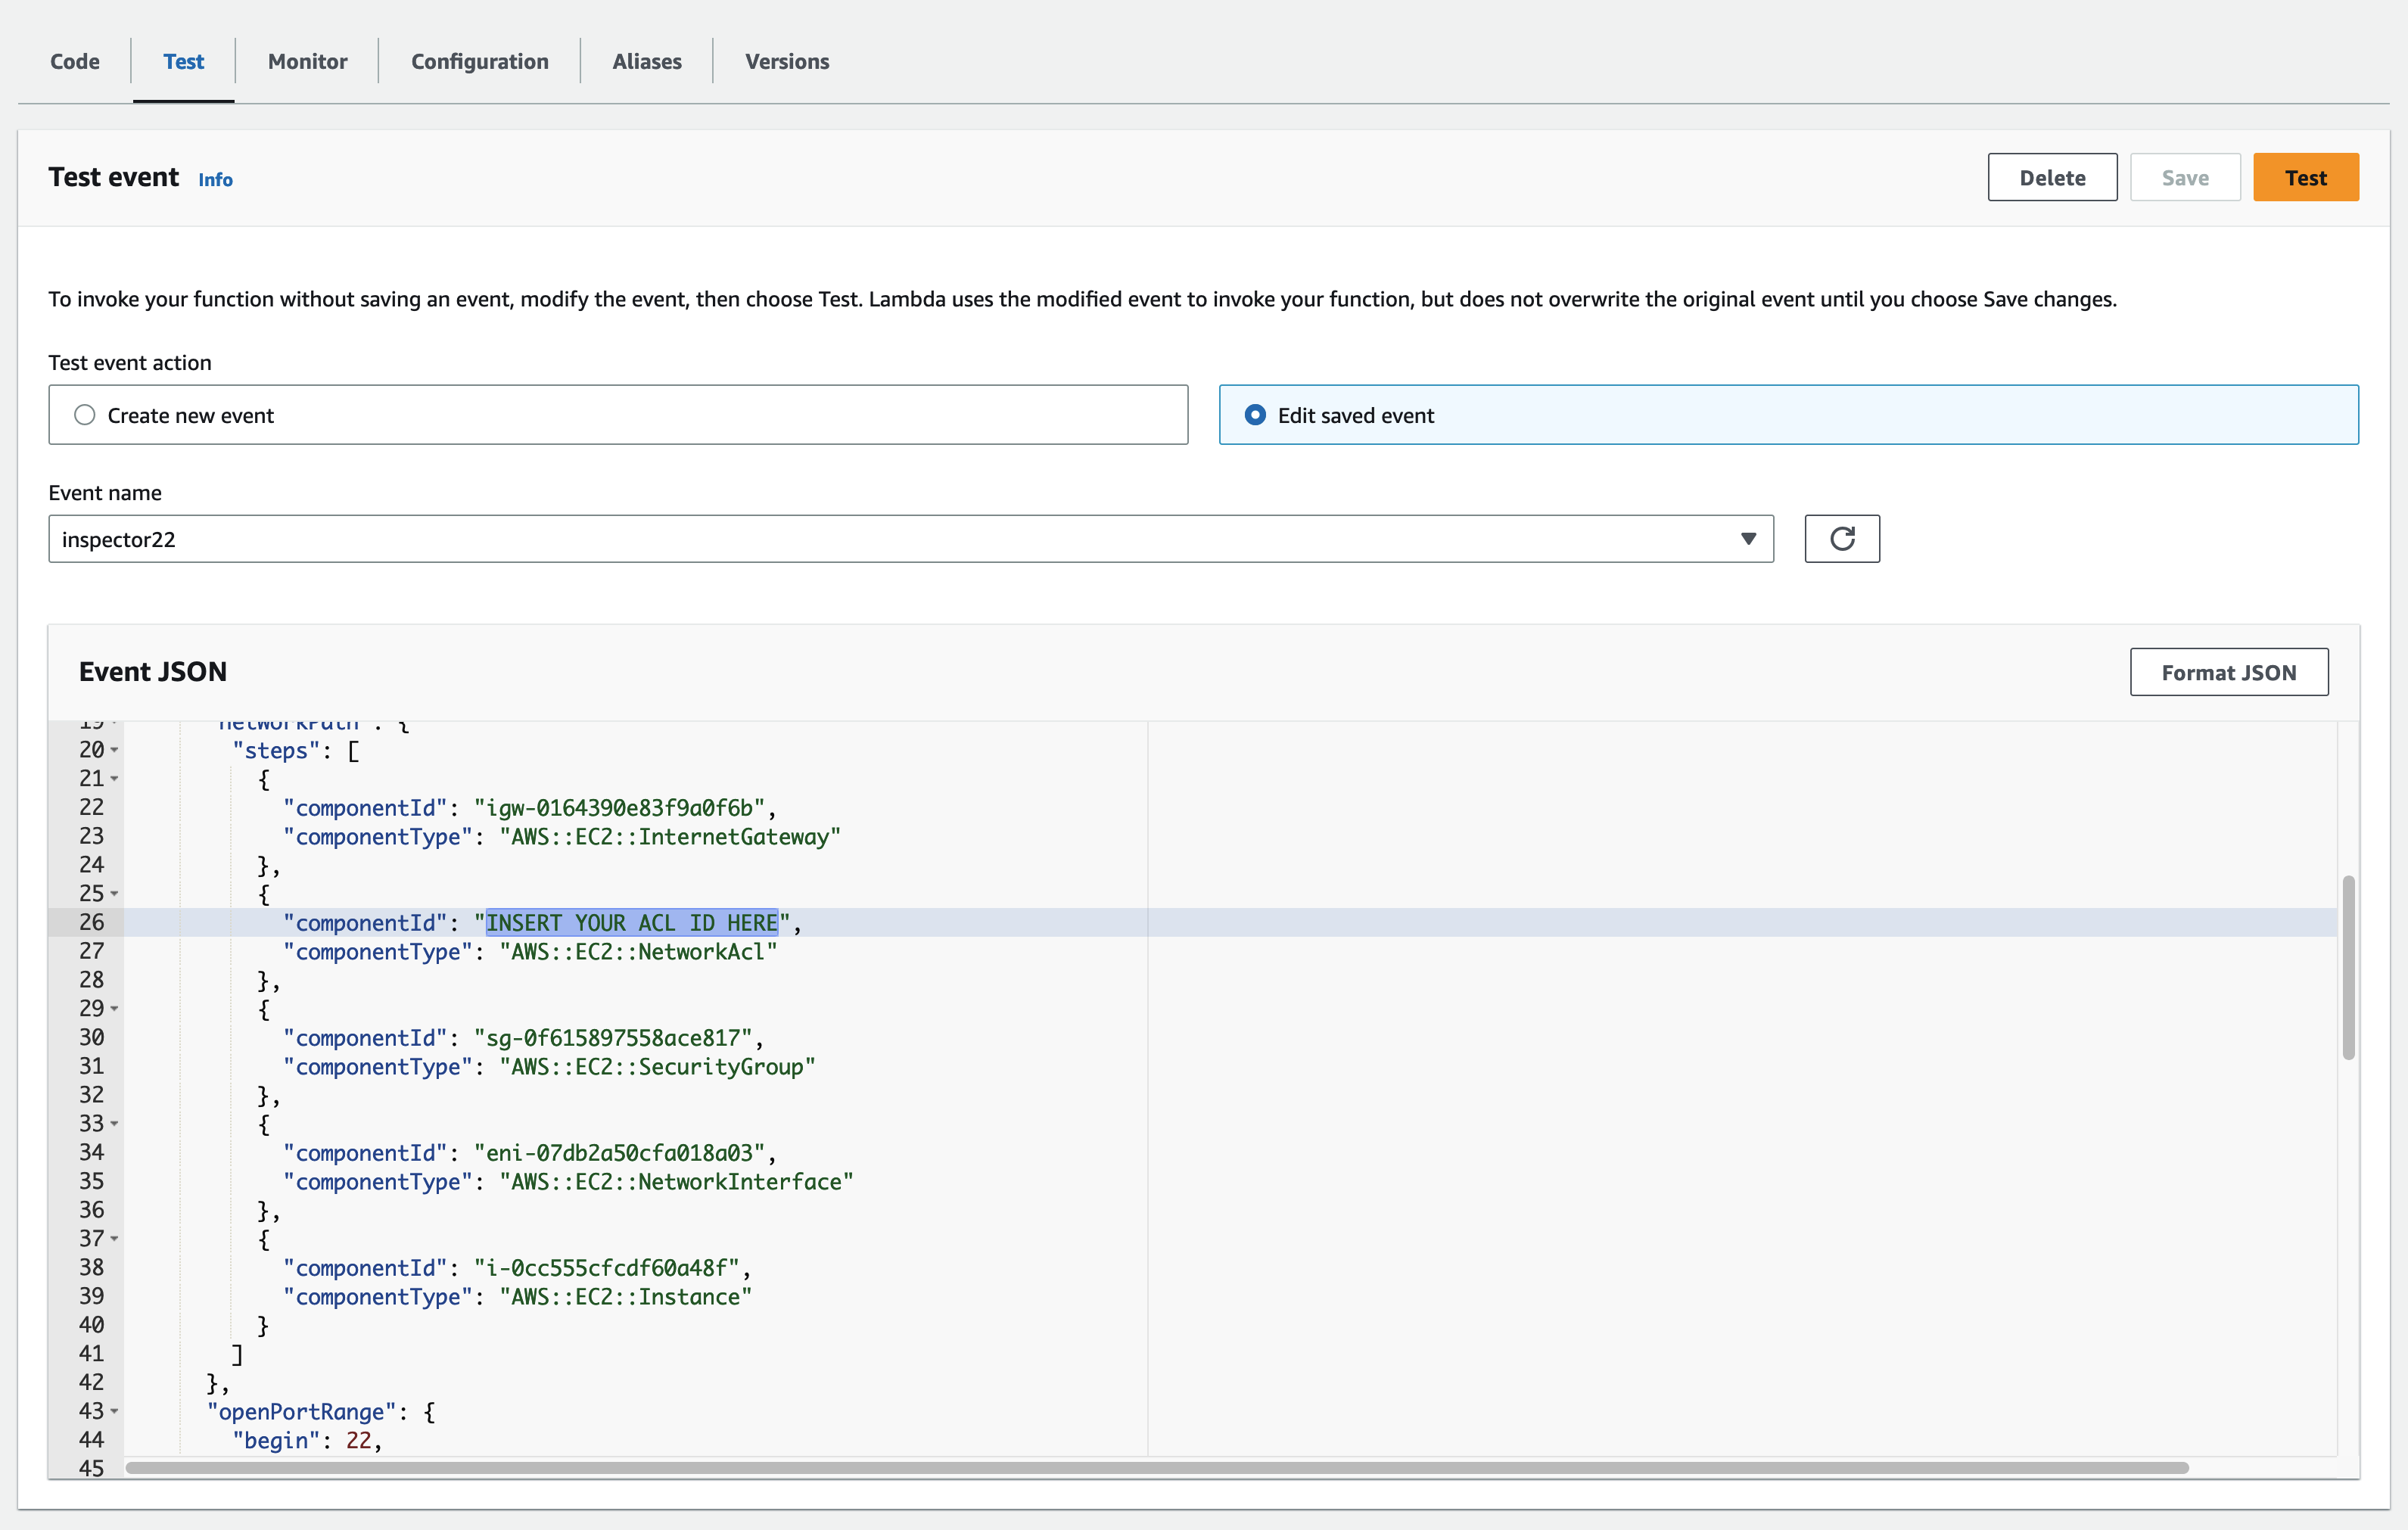 Code
Test
Monitor
Configuration
Aliases
Versions
Test event Info
Delete
Save
Test
To invoke your function without saving an event, modify the event, then choose Test. Lambda uses the modified event to invoke your function, but does not overwrite the original event until you choose Save changes.
Test event action
Create new event
Edit saved event
Event name
inspector22
Event JSON
Format JSON
19 "networkPath": {
20 "steps": [
21 {
22 "componentId": "igw-0164390e83f9a0f6b",
23 "componentType": "AWS::EC2::InternetGateway"
24 },
25 {
26 "componentId": "INSERT YOUR ACL ID HERE",
27 "componentType": "AWS::EC2::NetworkAcl"
28 },
29 {
30 "componentId": "sg-0f615897558ace817",
31 "componentType": "AWS::EC2::SecurityGroup"
32 },
33 {
34 "componentId": "eni-07db2a50cfa018a03",
35 "componentType": "AWS::EC2::NetworkInterface"
36 },
37 {
38 "componentId": "i-0cc555cfcdf60a48f",
39 "componentType": "AWS::EC2::Instance"
40 }
41 ]
42 },
43 "openPortRange": {
44 "begin": 22,
45